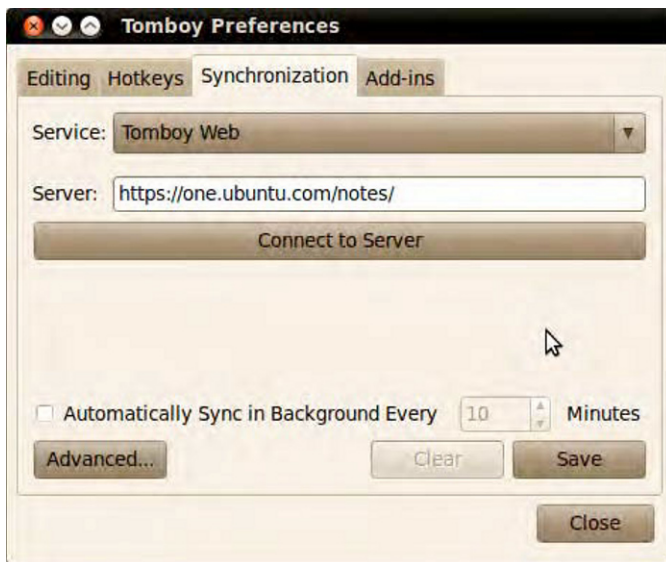 Tomboy Preferences
Editing Hotkeys Synchronization Add-ins
Service: Tomboy Web
Server: https://one.ubuntu.com/notes/
Connect to Server
Automatically Sync in Background Every 10 Minutes
Advanced... Clear Save
Close